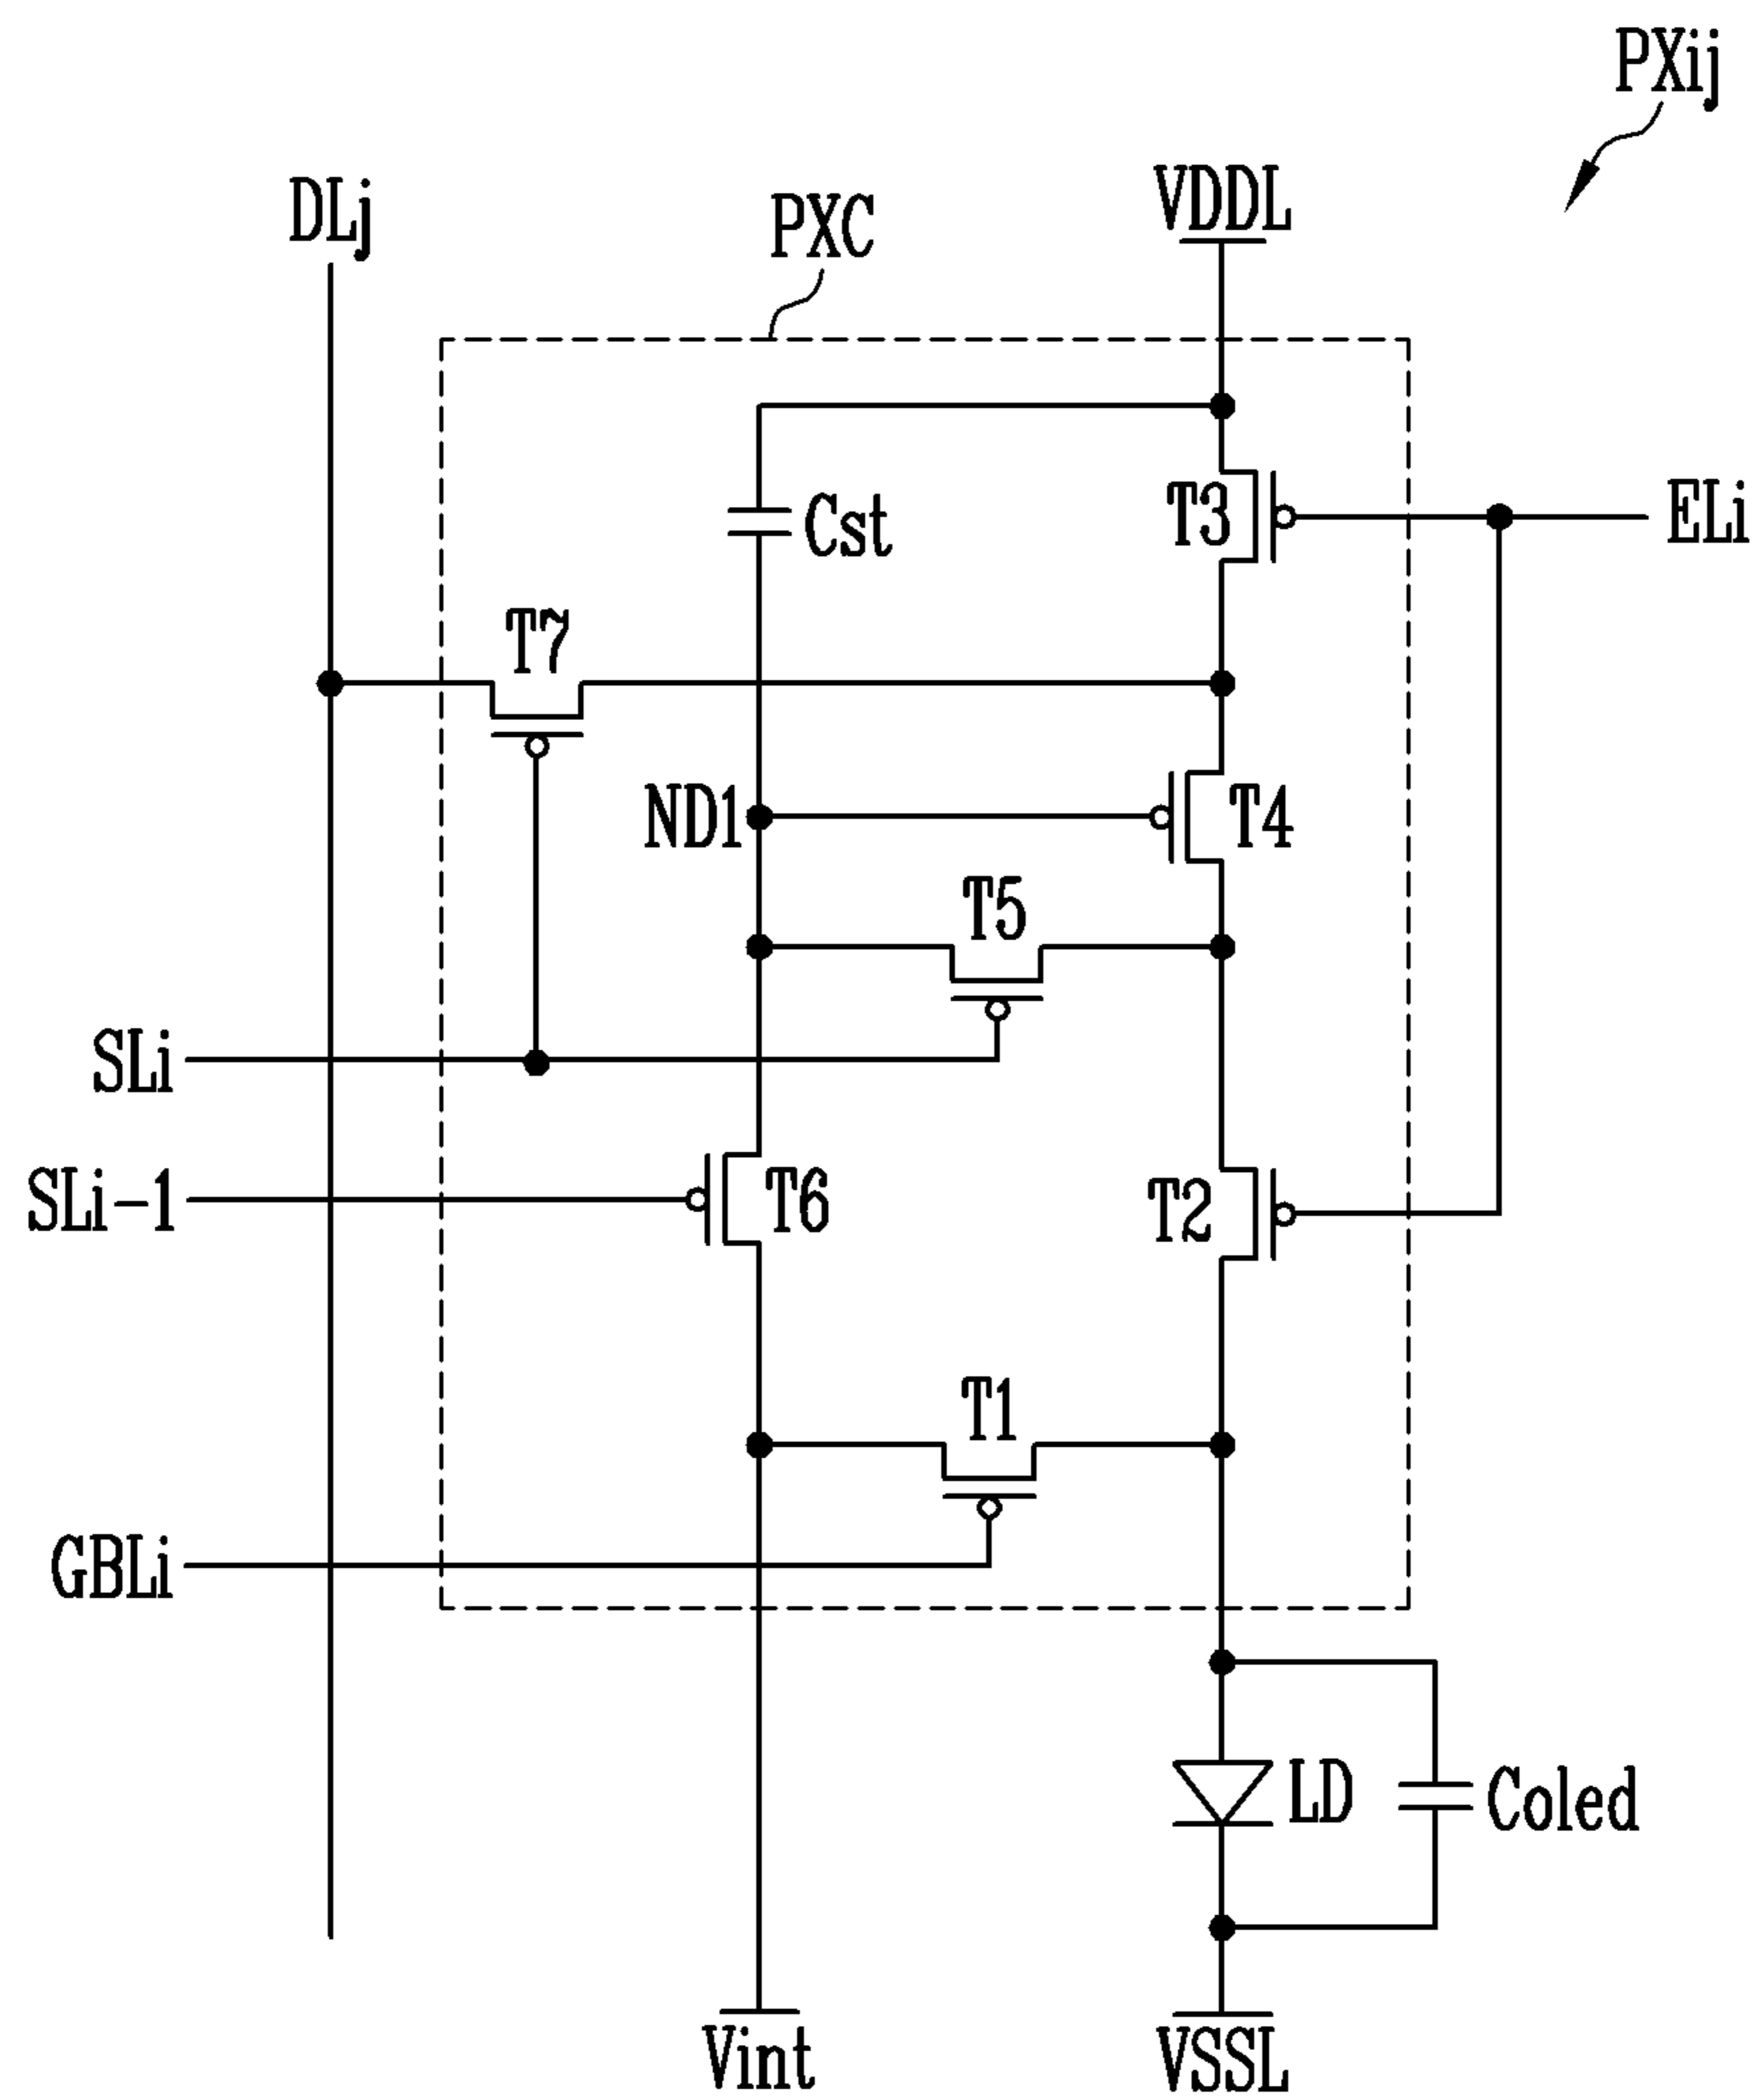 PXij
DLj
PXC
VDDL
Cst
T3
ELi
T7
ND1
T4
T5
SLi
SLi-1
T6
T2
T1
GBLi
LD
Coled
Vint
VSSL